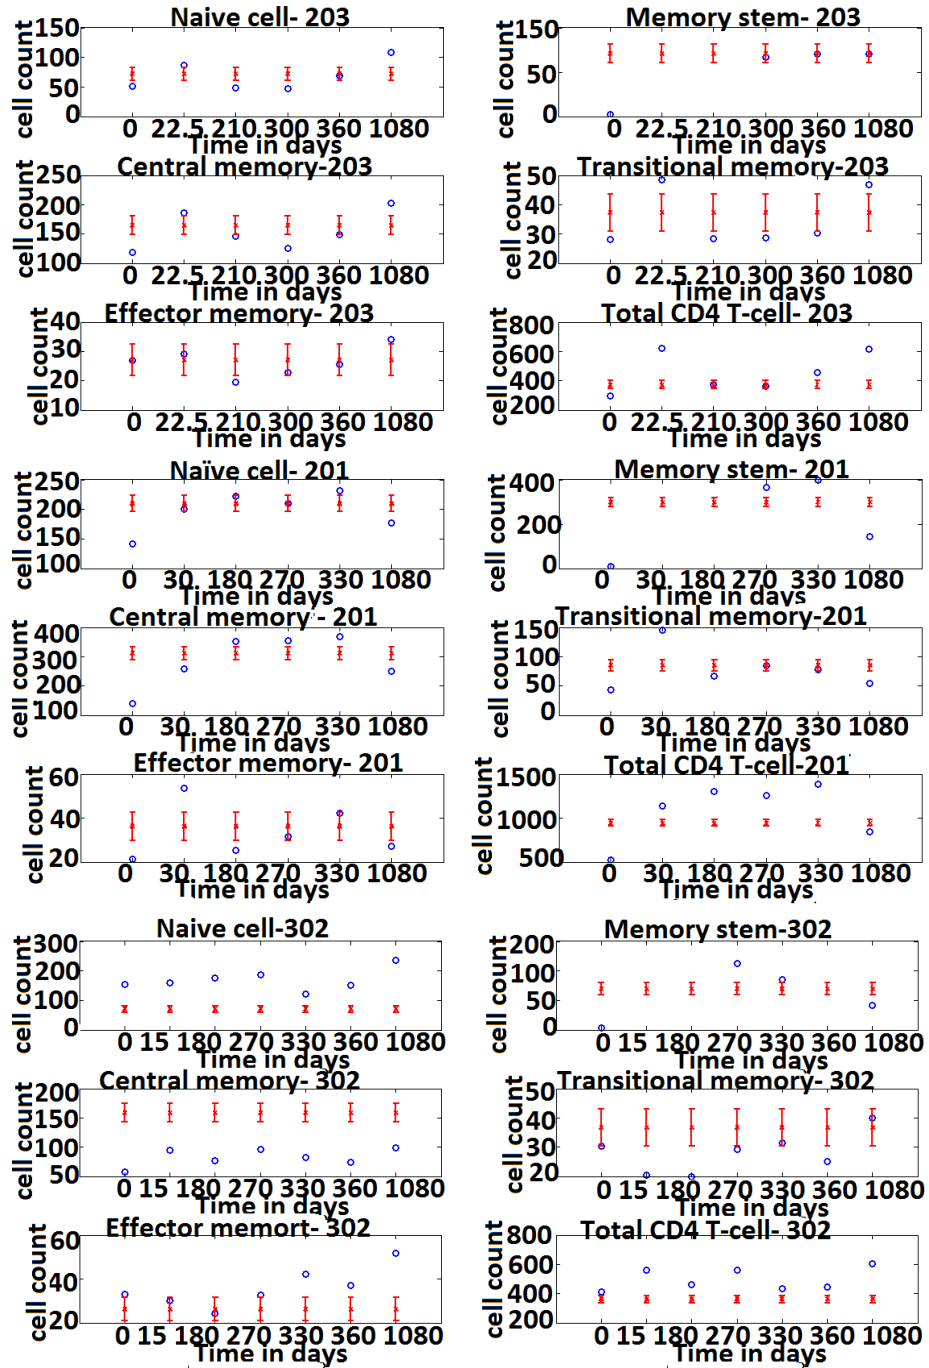 Naive cell- 203
cell count
150
100
50
0
0 22.5 210 300 360 1080
Time in days
Memory stem- 203
cell count
150
50
0
0 22.5 210 300 360 1080
Time in days
Central memory-203
cell count
250
200
150
100
0 22.5 210 300 360 1080
Time in days
Transitional memory-203
cell count
50
40
30
20
0 22.5 210 300 360 1080
Time in days
Effector memory- 203
cell count
40
30
20
10
0 22.5 210 300 360 1080
Time in days
Total CD4 T-cell- 203
cell count
800
600
400
200
0 22.5 210 300 360 1080
Time in days
Naïve cell- 201
cell count
250
200
150
100
0 30 180 270 330 1080
Time in days
Memory stem- 201
cell count
400
200
0
0 30 180 270 330 1080
Time in days
Central memory - 201
cell count
400
300
200
100
0 30 180 270 330 1080
Time in days
Transitional memory-201
cell count
150
100
50
0
0 30 180 270 330 1080
Time in days
Effector memory- 201
cell count
60
40
20
0 30 180 270 330 1080
Time in days
Total CD4 T-cell-201
cell count
1500
1000
500
0 30 180 270 330 1080
Time in days
Naive cell-302
cell count
300
200
100
0
0 15 180 270 330 360 1080
Time in days
Memory stem-302
cell count
200
100
50
0
0 15 180 270 330 360 1080
Time in days
Central memory- 302
cell count
200
150
100
50
0 15 180 270 330 360 1080
Time in days
Transitional memory- 302
cell count
50
40
30
20
0 15 180 270 330 360 1080
Time in days
Effector memort- 302
cell count
60
40
20
0 15 180 270 330 360 1080
Time in days
Total CD4 T-cell- 302
cell count
800
600
400
200
0 15 180 270 330 360 1080
Time in days